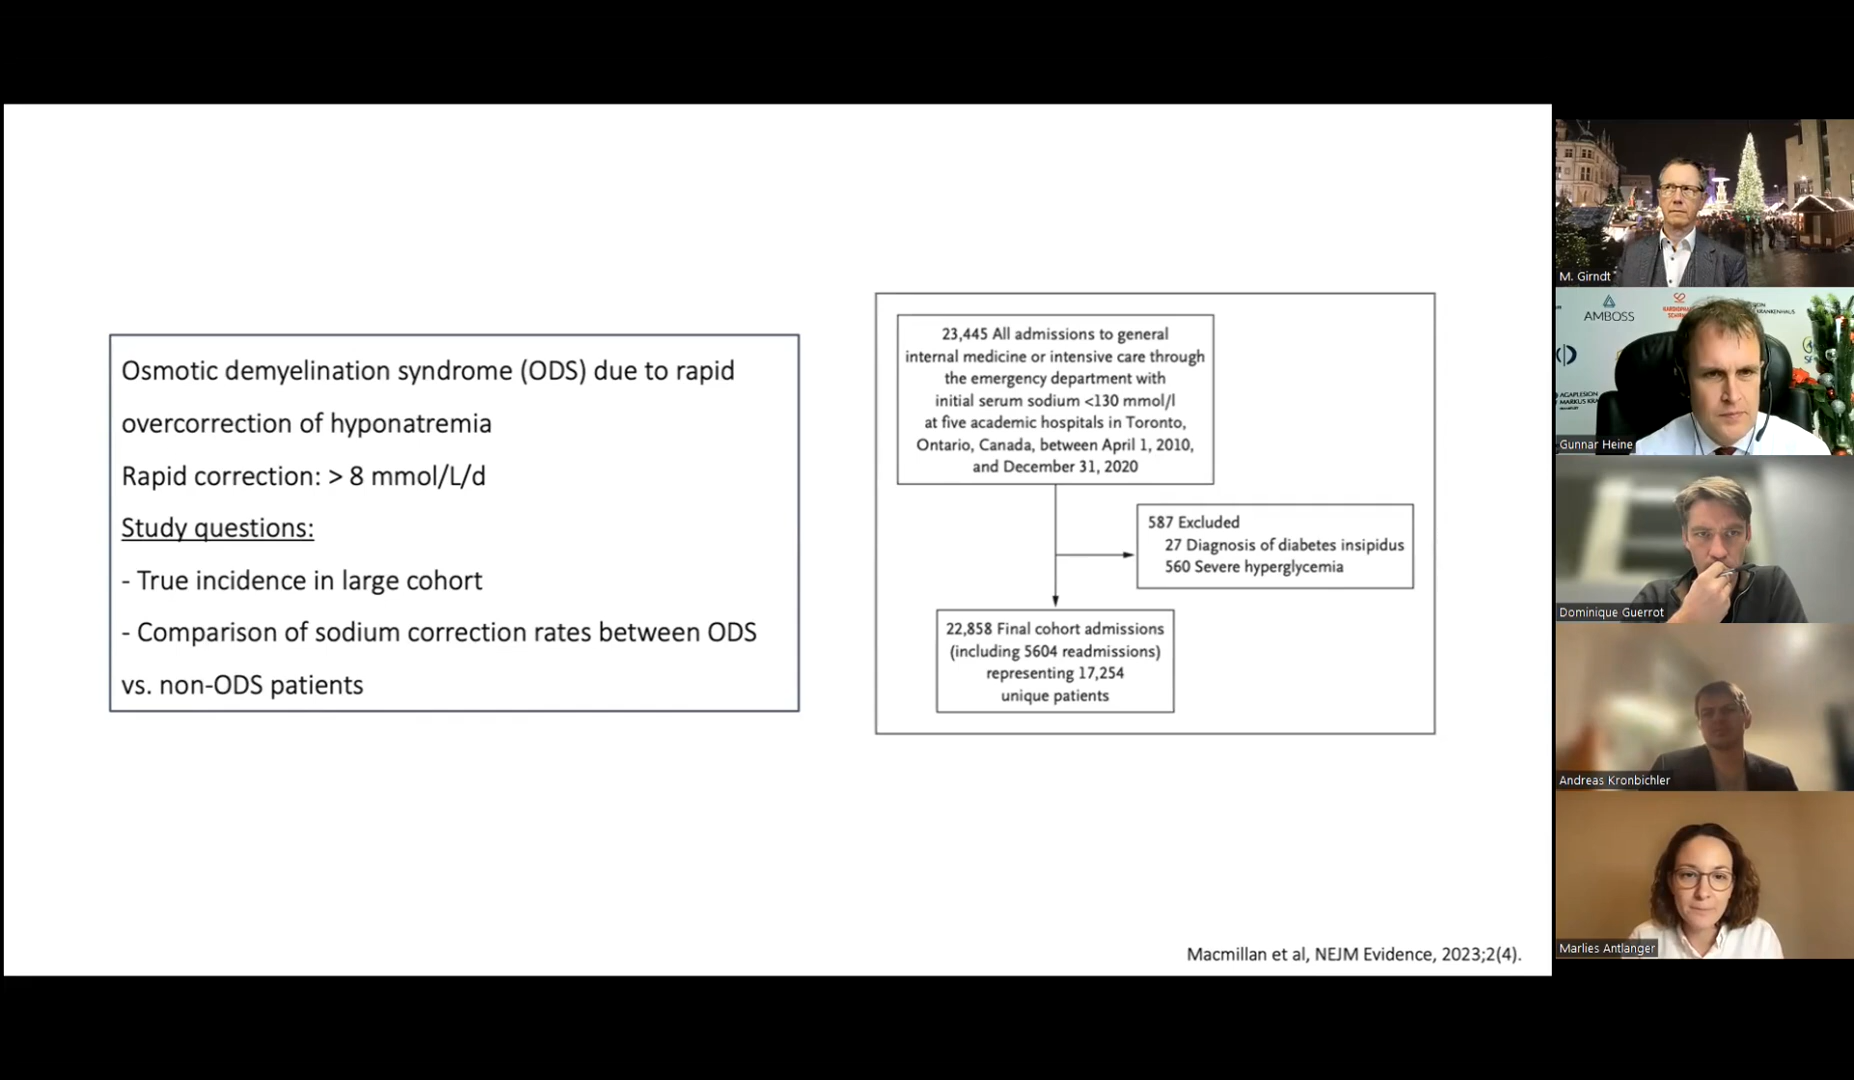 Osmotic demyelination syndrome (ODS) due to rapid
overcorrection of hyponatremia
Rapid correction: > 8 mmol/L/d
Study questions:
- True incidence in large cohort
- Comparison of sodium correction rates between ODS
vs. non-ODS patients
23,445 All admissions to general
internal medicine or intensive care through
the emergency department with
initial serum sodium <130 mmol/l
at five academic hospitals in Toronto,
Ontario, Canada, between April 1, 2010,
and December 31, 2020
587 Excluded
27 Diagnosis of diabetes insipidus
560 Severe hyperglycemia
22,858 Final cohort admissions
(including 5604 readmissions)
representing 17,254
unique patients
Macmillan et al, NEJM Evidence, 2023;2(4).
M. Girndt
AMBOSS
AGAPLESION
Gunnar Heine
Dominique Guerrot
Andreas Kronbichler
Marlies Antlanger